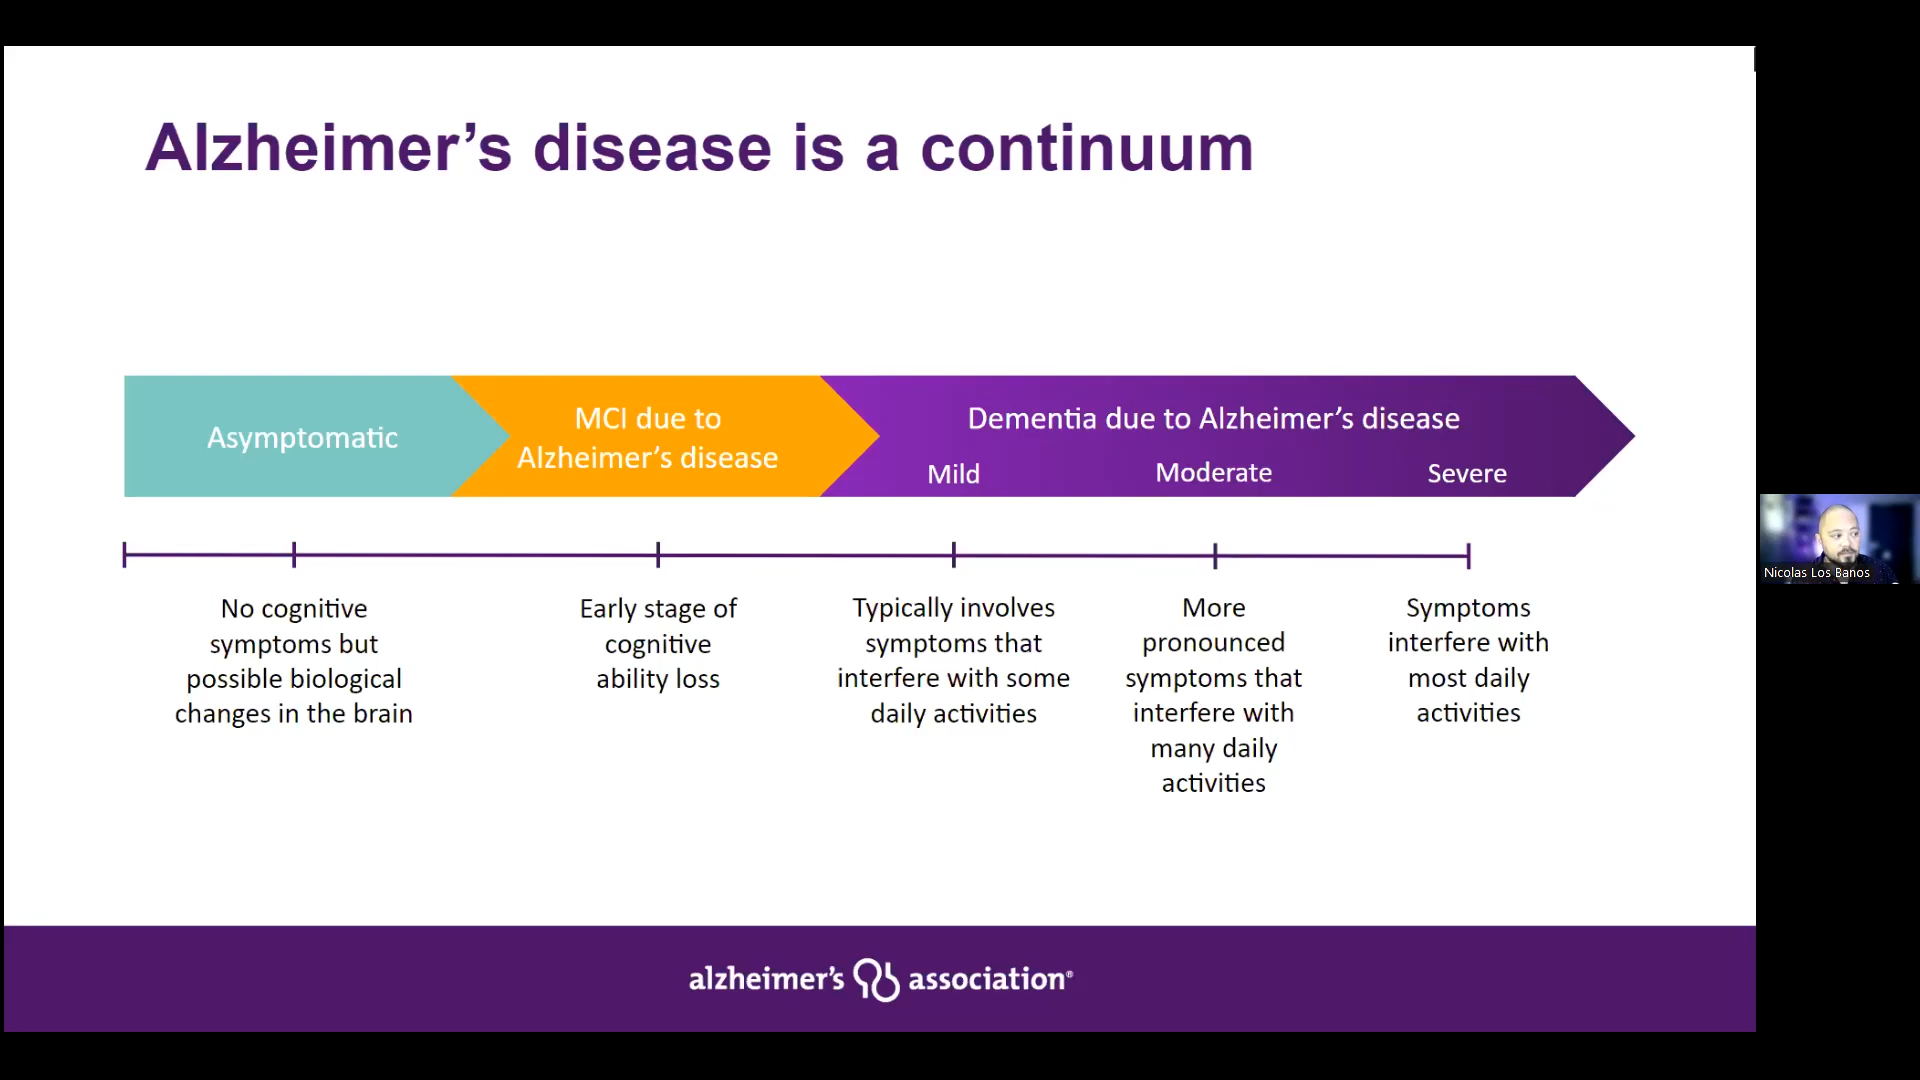 Alzheimer’s disease is a continuum
Asymptomatic
MCI due to
Alzheimer’s disease
Dementia due to Alzheimer’s disease
Mild
Moderate
Severe
No cognitive
symptoms but
possible biological
changes in the brain
Early stage of
cognitive
ability loss
Typically involves
symptoms that
interfere with some
daily activities
More
pronounced
symptoms that
interfere with
many daily
activities
Symptoms
interfere with
most daily
activities
Nicolas Los Banos
alzheimer’s association®